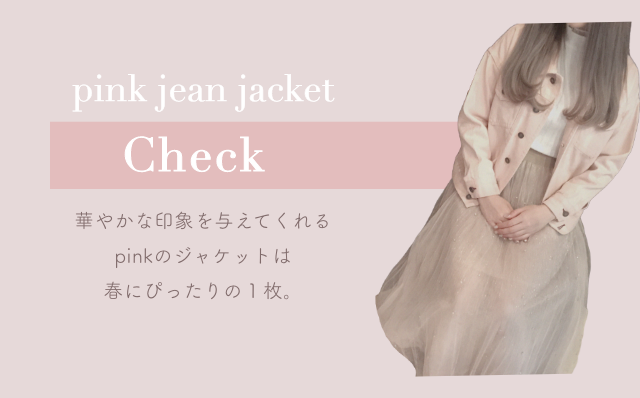 pink jean jacket
Check
華やかな印象を与えてくれる
pinkのジャケットは
春にぴったりの1枚。